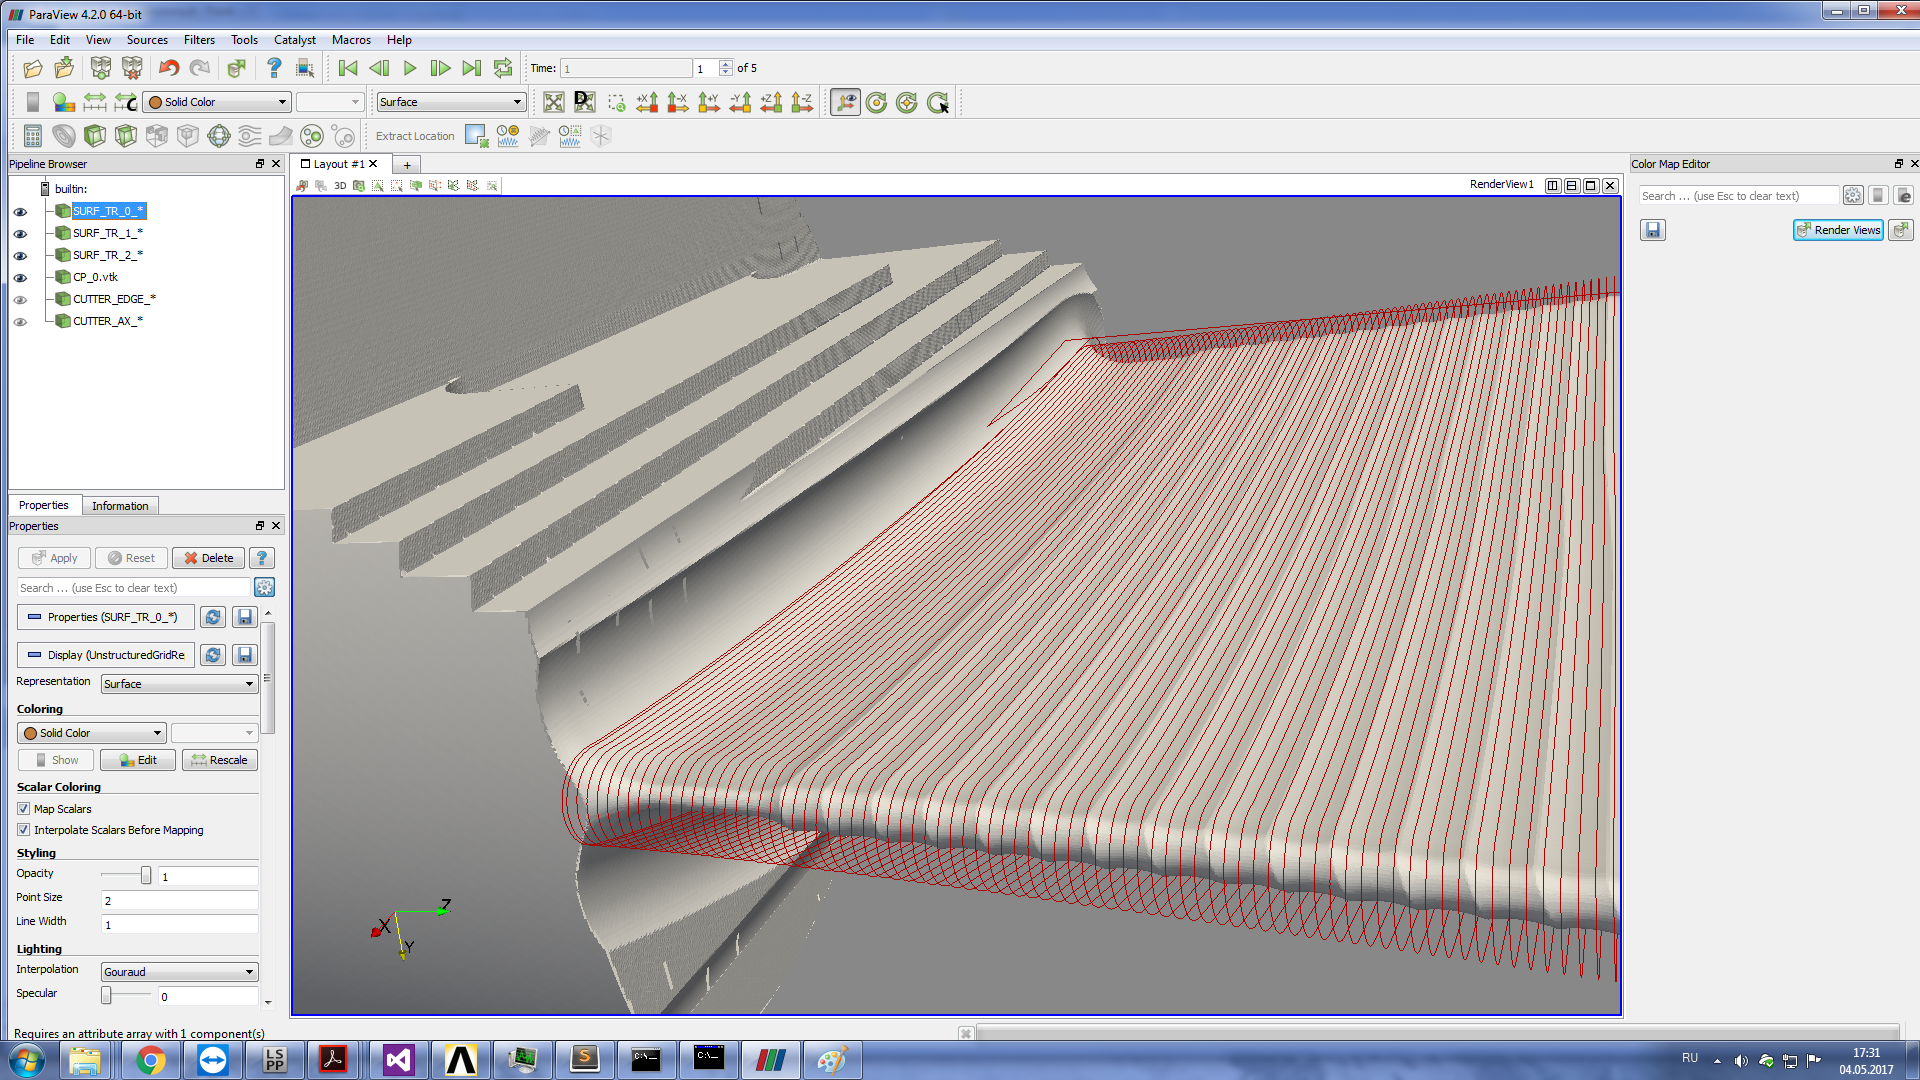 ParaView 4.2.0 64-bit
File Edit View Sources Filters Tools Catalyst Macros Help
Time: 1 1 of 5
Solid Color Surface +X -X +Y -Y +Z -Z
Extract Location
Pipeline Browser
Layout #1
Color Map Editor
3D
RenderView1
builtin:
Search ... (use Esc to clear text)
SURF_TR_0_*
SURF_TR_1_*
Render Views
SURF_TR_2_*
CP_0.vtk
CUTTER_EDGE_*
CUTTER_AX_*
Properties Information
Properties
Apply Reset Delete ?
Search ... (use Esc to clear text)
Properties (SURF_TR_0_*)
Display (UnstructuredGridRe
Representation Surface
Coloring
Solid Color
Show Edit Rescale
Scalar Coloring
Map Scalars
Interpolate Scalars Before Mapping
Styling
Opacity 1
Point Size 2
Line Width 1
Lighting
Interpolation Gouraud
Specular 0
X Y Z
Requires an attribute array with 1 component(s)
LS PP
C:\_
C:\_
RU
17:31
04.05.2017